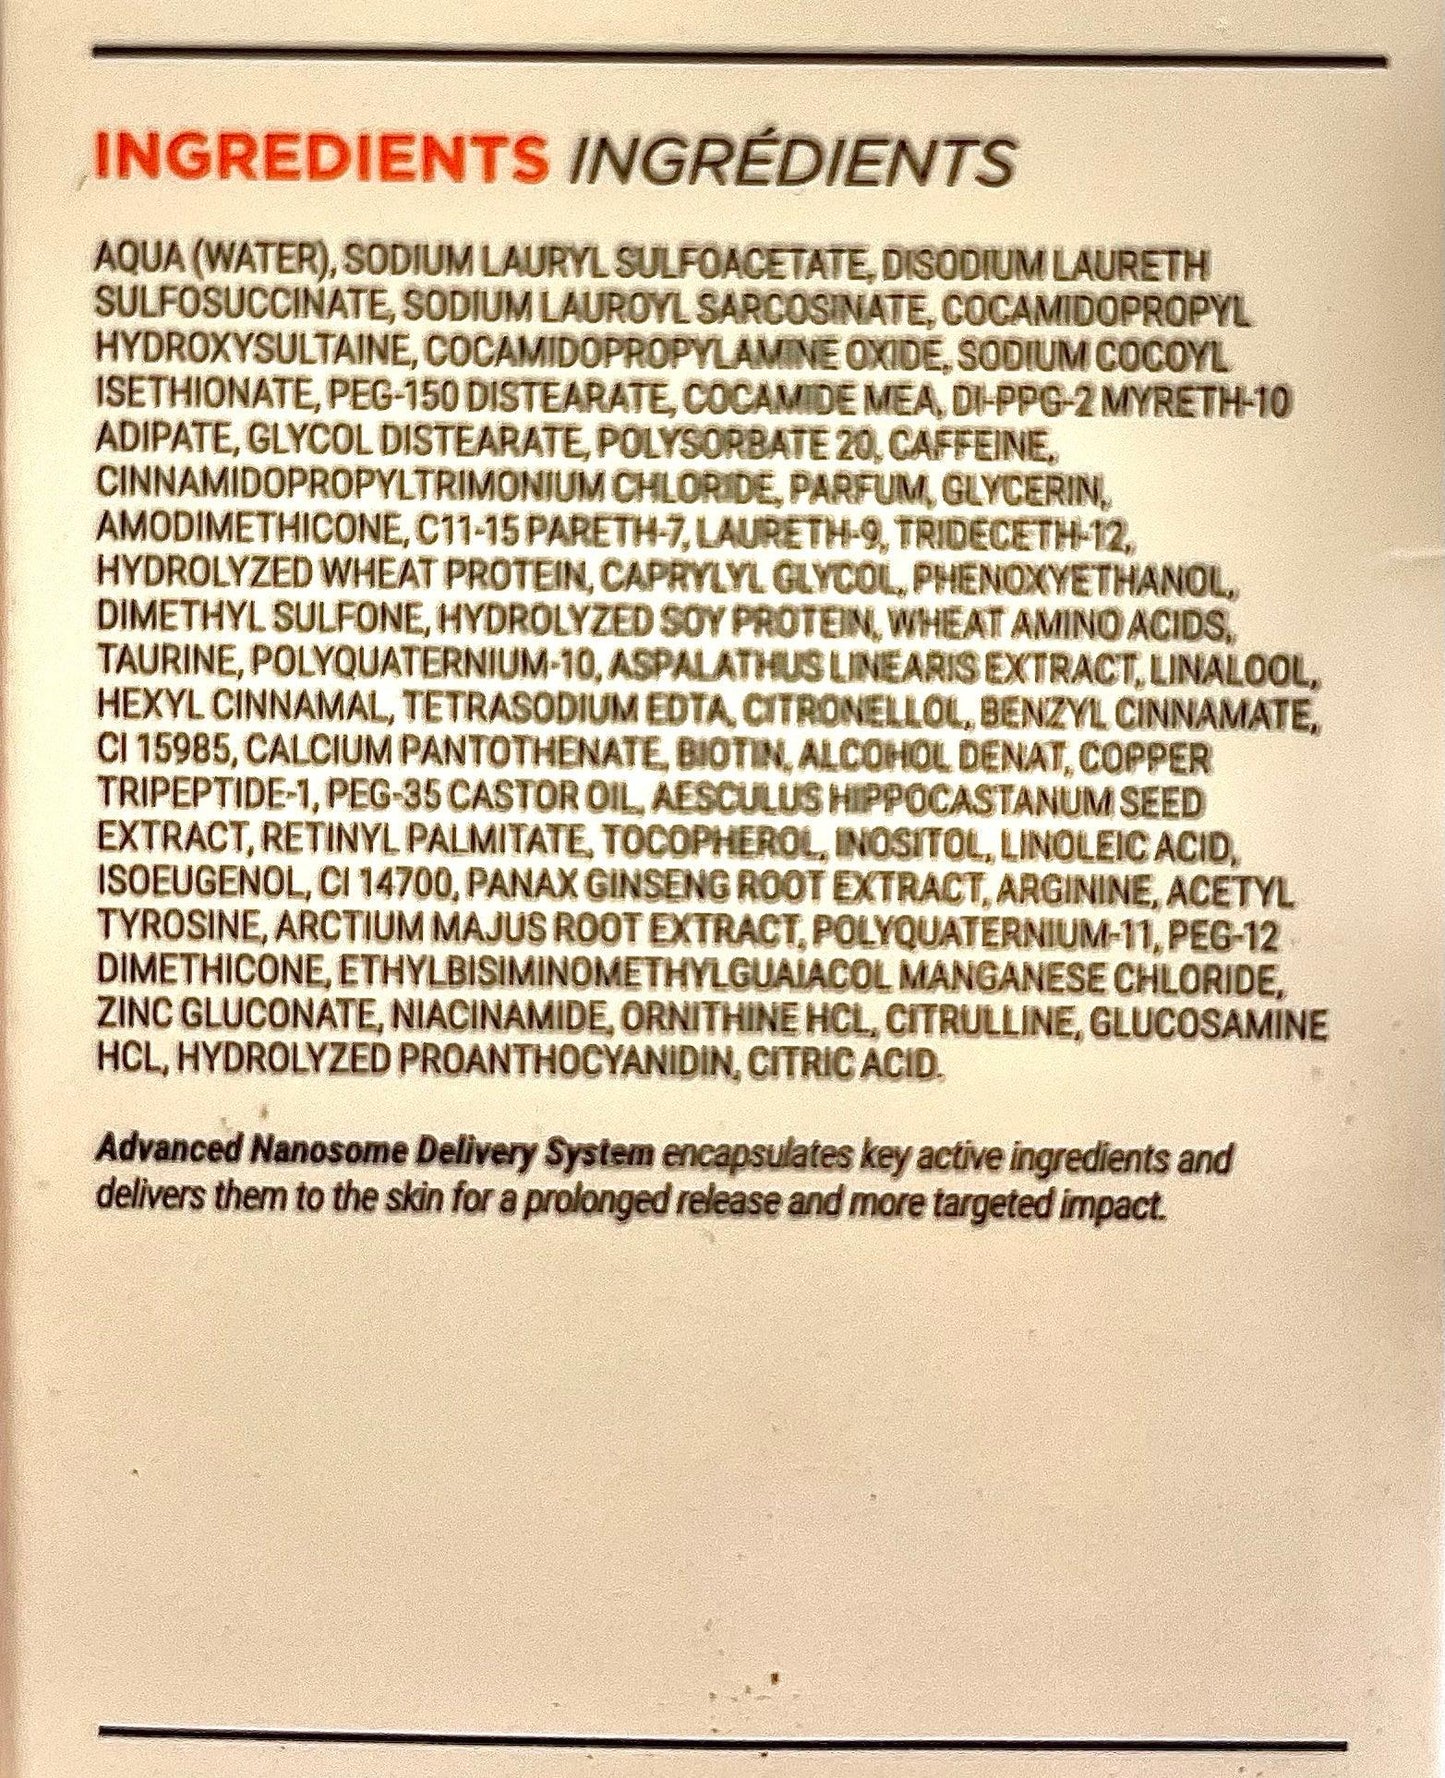 INGREDIENTS INGRÉDIENTS
AQUA (WATER), SODIUM LAURYL SULFOACETATE, DISODIUM LAURETH
SULFOSUCCINATE, SODIUM LAUROYL SARCOSINATE, COCAMIDOPROPYL
HYDROXYSULTAINE, COCAMIDOPROPYLAMINE OXIDE, SODIUM COCOYL
ISETHIONATE, PEG-150 DISTEARATE, COCAMIDE MEA, DI-PPG-2 MYRETH-10
ADIPATE, GLYCOL DISTEARATE, POLYSORBATE 20, CAFFEINE,
CINNAMIDOPROPYLTRIMONIUM CHLORIDE, PARFUM, GLYCERIN,
AMODIMETHICONE, C11-15 PARETH-7, LAURETH-9, TRIDECETH-12,
HYDROLYZED WHEAT PROTEIN, CAPRYLYL GLYCOL, PHENOXYETHANOL,
DIMETHYL SULFONE, HYDROLYZED SOY PROTEIN, WHEAT AMINO ACIDS,
TAURINE, POLYQUATERNIUM-10, ASPALATHUS LINEARIS EXTRACT, LINALOOL,
HEXYL CINNAMAL, TETRASODIUM EDTA, CITRONELLOL, BENZYL CINNAMATE,
CI 15985, CALCIUM PANTOTHENATE, BIOTIN, ALCOHOL DENAT, COPPER
TRIPEPTIDE-1, PEG-35 CASTOR OIL, AESCULUS HIPPOCASTANUM SEED
EXTRACT, RETINYL PALMITATE, TOCOPHEROL, INOSITOL, LINOLEIC ACID,
ISOEUGENOL, CI 14700, PANAX GINSENG ROOT EXTRACT, ARGININE, ACETYL
TYROSINE, ARCTIUM MAJUS ROOT EXTRACT, POLYQUATERNIUM-11, PEG-12
DIMETHICONE, ETHYLBISIMINOMETHYLGUAIACOL MANGANESE CHLORIDE,
ZINC GLUCONATE, NIACINAMIDE, ORNITHINE HCL, CITRULLINE, GLUCOSAMINE
HCL, HYDROLYZED PROANTHOCYANIDIN, CITRIC ACID.
Advanced Nanosome Delivery System encapsulates key active ingredients and
delivers them to the skin for a prolonged release and more targeted impact.